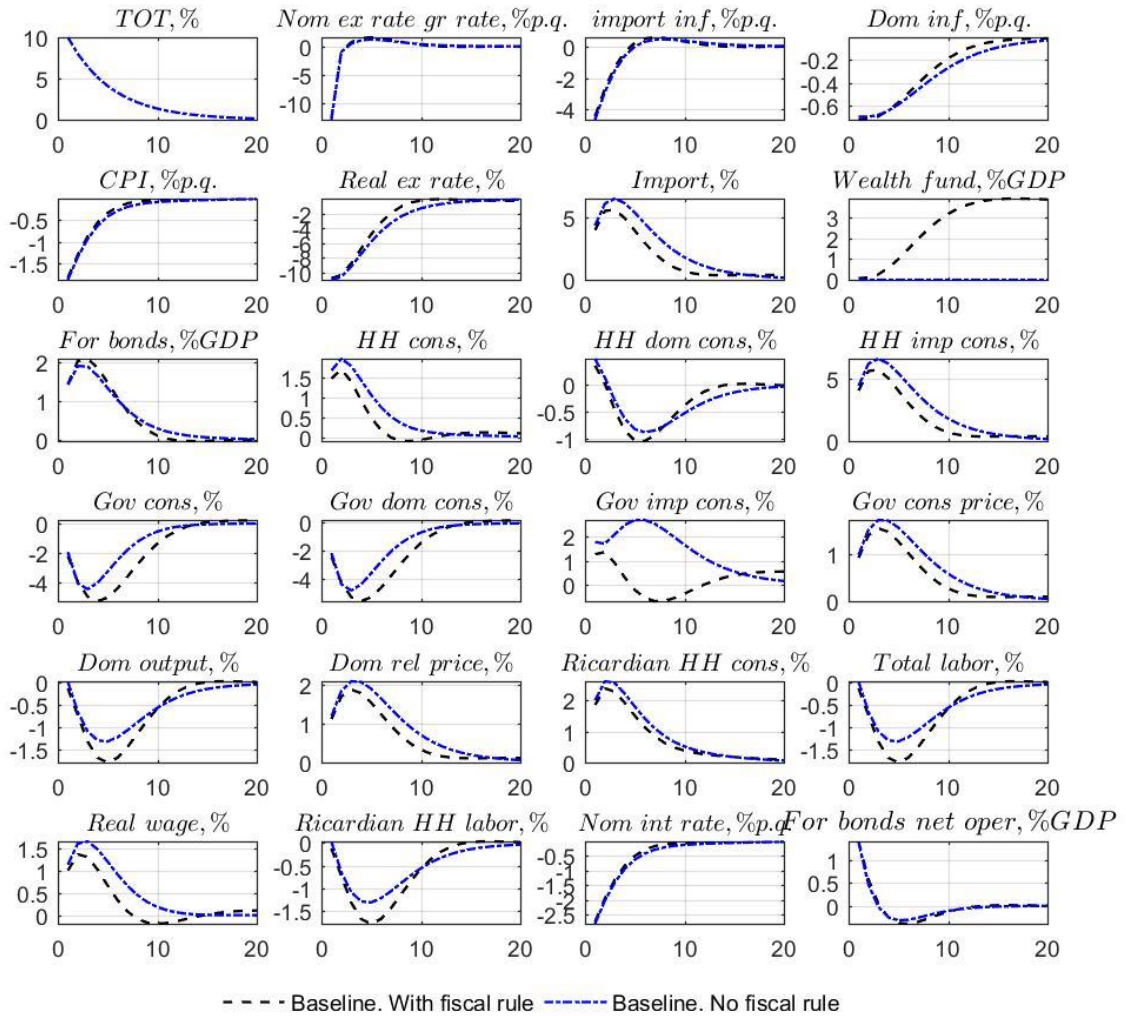 TOT, % Nom ex rate gr rate, %p.q. import inf, %p.q. Dom inf, %p.q.
10
5
0
0 10 20
0
-5
-10
0 10 20
0
-2
-4
0 10 20
-0.2
-0.4
-0.6
0 10 20
CPI, %p.q. Real ex rate, % Import, % Wealth fund, %GDP
-0.5
-1
-1.5
0 10 20
-2
-4
-6
-8
-10
0 10 20
5
0
0 10 20
3
2
1
0
0 10 20
For bonds, %GDP HH cons, % HH dom cons, % HH imp cons, %
2
1
0
0 10 20
1.5
1
0.5
0
0 10 20
0
-0.5
-1
0 10 20
5
0
0 10 20
Gov cons, % Gov dom cons, % Gov imp cons, % Gov cons price, %
0
-2
-4
0 10 20
0
-2
-4
0 10 20
2
1
0
0 10 20
1
0
0 10 20
Dom output, % Dom rel price, % Ricardian HH cons, % Total labor, %
0
-0.5
-1
-1.5
0 10 20
2
1
0
0 10 20
2
1
0
0 10 20
0
-0.5
-1
-1.5
0 10 20
Real wage, % Ricardian HH labor, % Nom int rate, %p.q. For bonds net oper, %GDP
1.5
1
0.5
0
0 10 20
0
-0.5
-1
-1.5
0 10 20
-0.5
-1
-1.5
-2
-2.5
0 10 20
1
0.5
0
0 10 20
Baseline. With fiscal rule Baseline. No fiscal rule